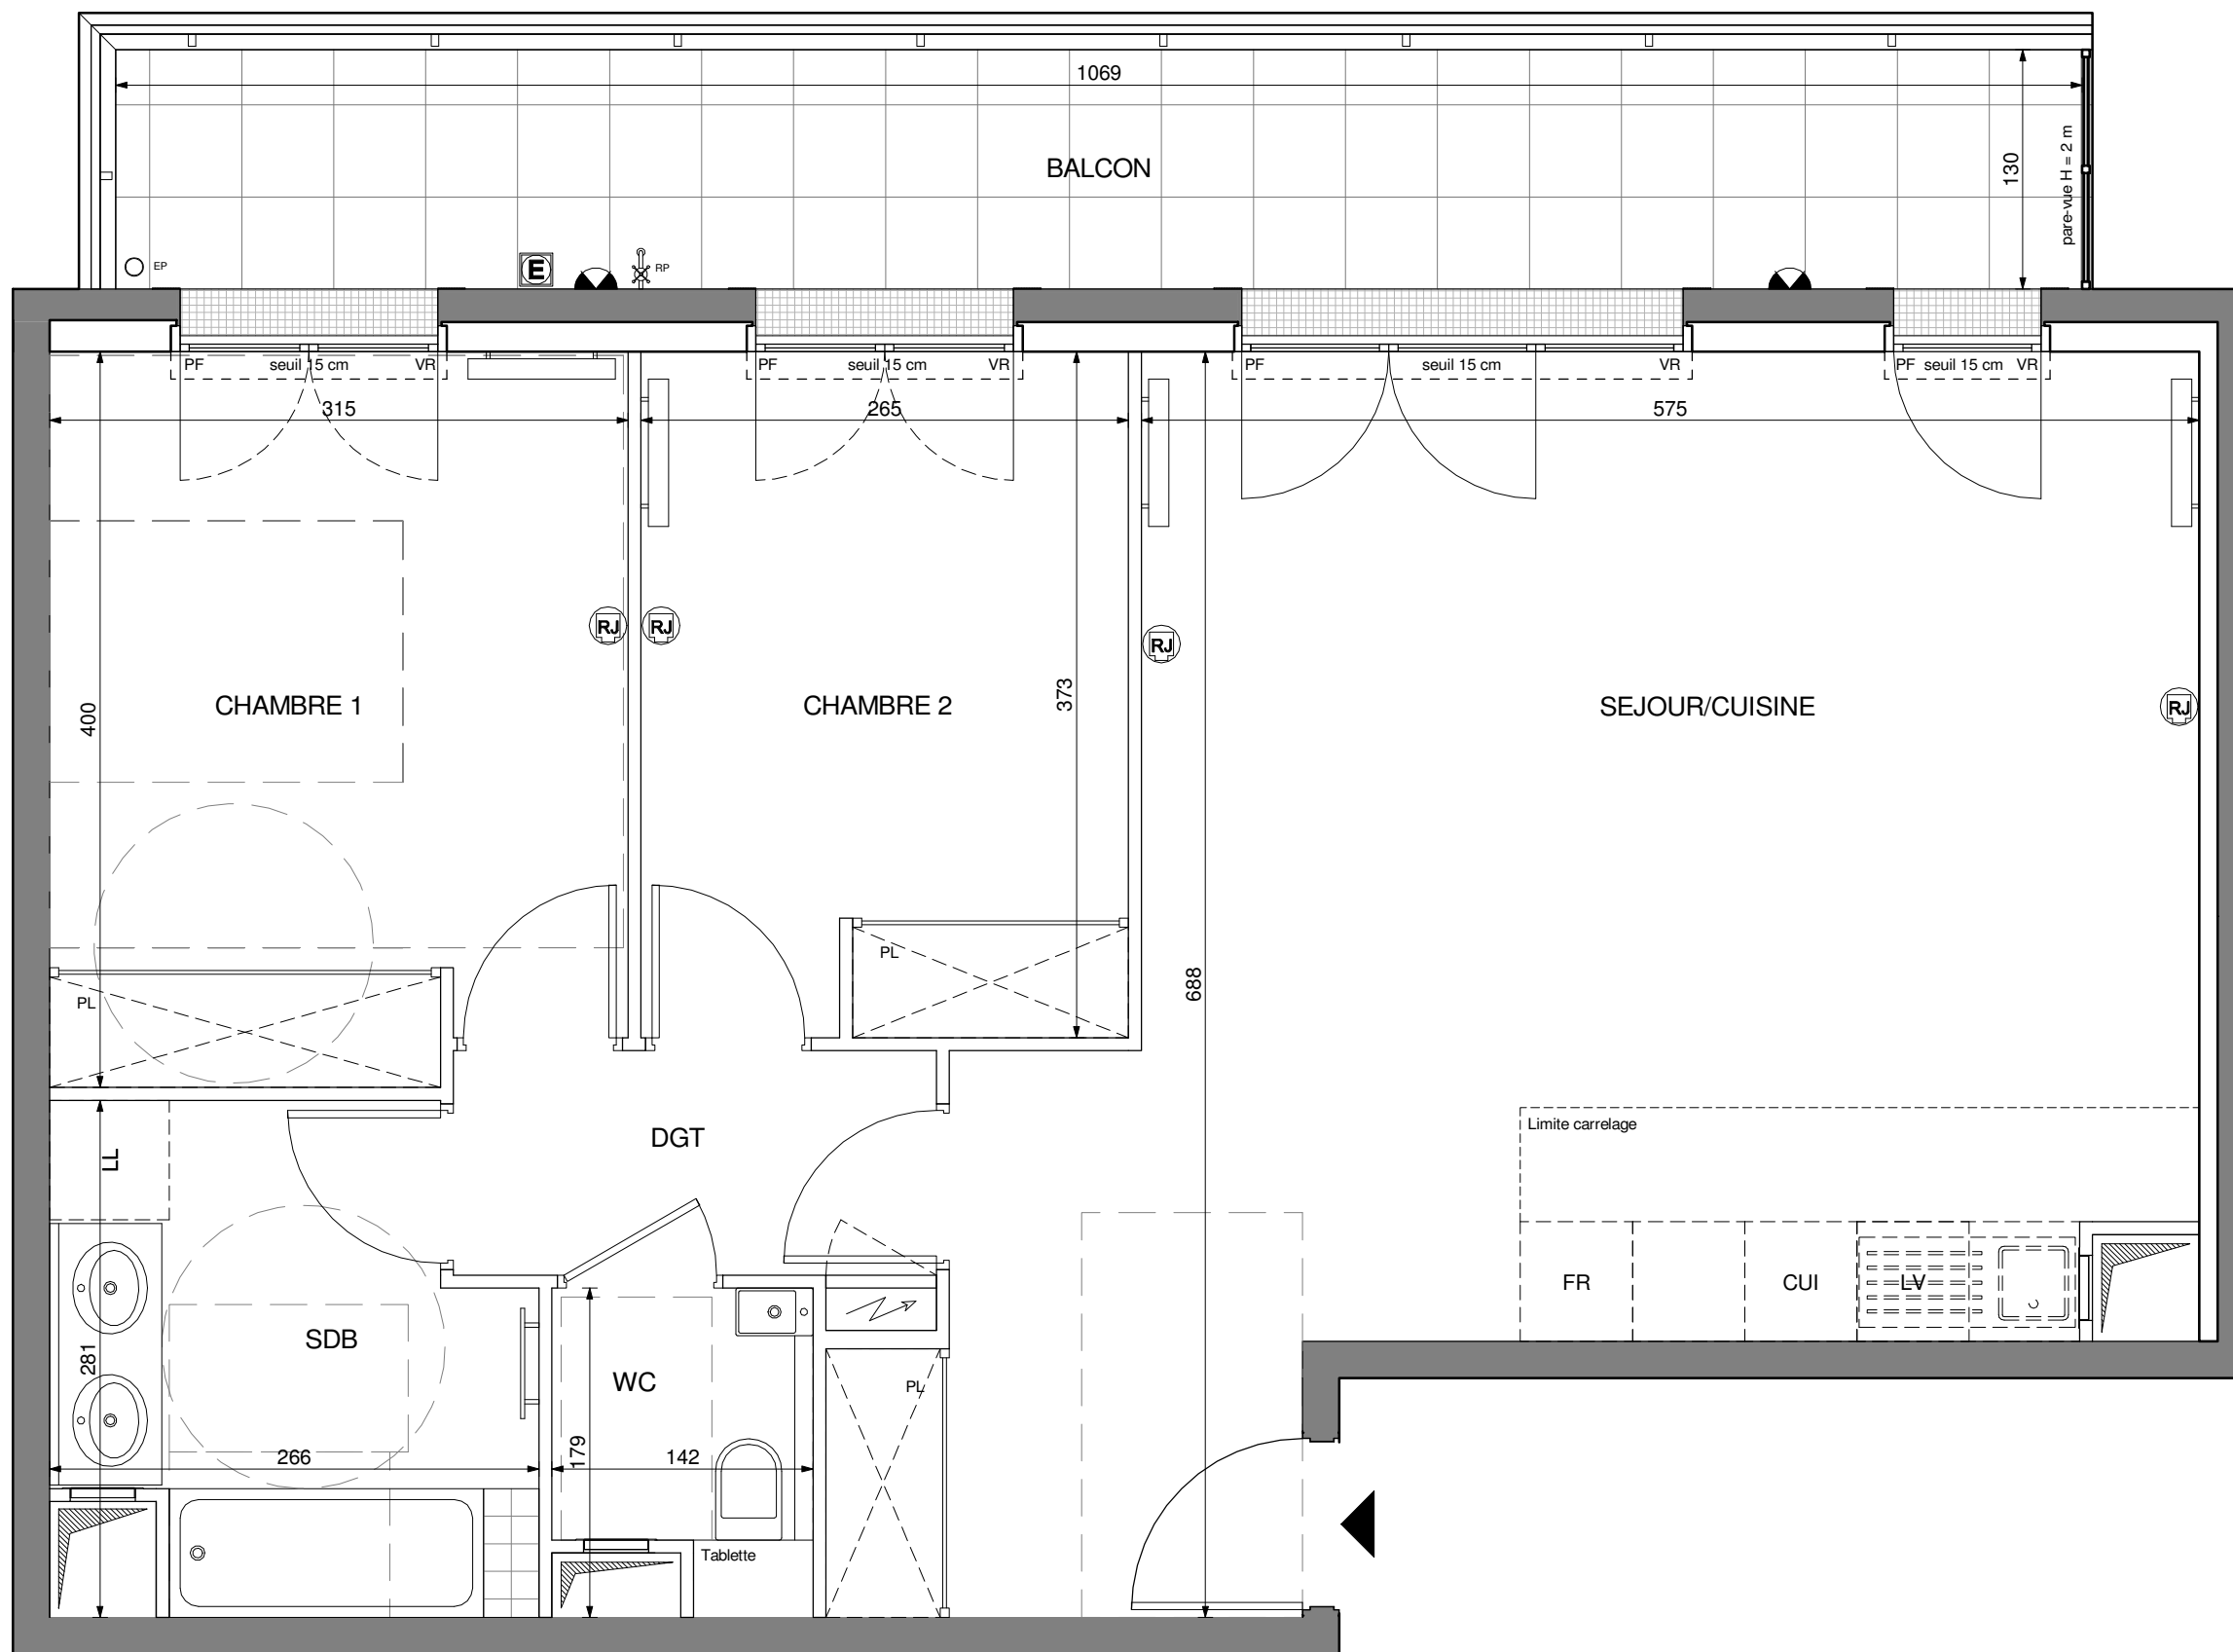 1069
BALCON
130
pare-vue H = 2 m
EP
E
RP
PF
seuil 15 cm
VR
PF
seuil 15 cm
VR
PF
seuil 15 cm
VR
PF
seuil 15 cm
VR
315
265
575
RJ
RJ
RJ
RJ
CHAMBRE 1
CHAMBRE 2
SEJOUR/CUISINE
400
373
688
PL
PL
DGT
Limite carrelage
LL
FR
CUI
LV
SDB
WC
PL
281
266
179
142
Tablette